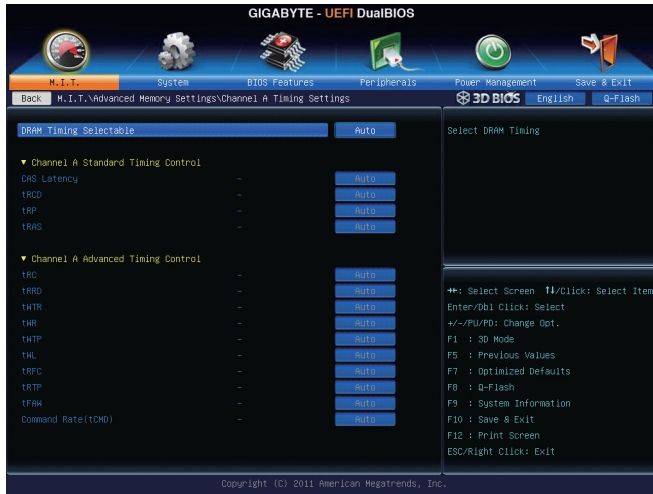 GIGABYTE - UEFI DualBIOS
M.I.T. System BIOS Features Peripherals Power Management Save & Exit
Back M.I.T.\Advanced Memory Settings\Channel A Timing Settings 3D BIOS English Q-Flash
DRAM Timing Selectable Auto
Select DRAM Timing
▼ Channel A Standard Timing Control
CAS Latency - Auto
tRCD - Auto
tRP - Auto
tRAS - Auto
▼ Channel A Advanced Timing Control
tRC - Auto
tRRD - Auto
tWTR - Auto
tWR - Auto
tWTP - Auto
tWL - Auto
tRFC - Auto
tRTP - Auto
tFAW - Auto
Command Rate(tCMD) - Auto
→←: Select Screen ↑↓/Click: Select Item
Enter/Dbl Click: Select
+/-/PU/PD: Change Opt.
F1 : 3D Mode
F5 : Previous Values
F7 : Optimized Defaults
F8 : Q-Flash
F9 : System Information
F10 : Save & Exit
F12 : Print Screen
ESC/Right Click: Exit
Copyright (C) 2011 American Megatrends, Inc.